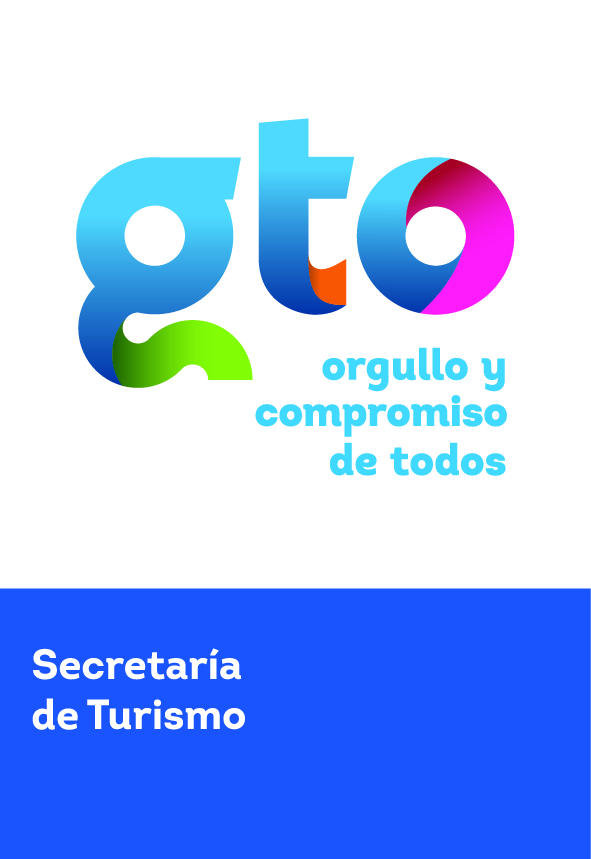 gto
orgullo y
compromiso
de todos
Secretaría
de Turismo